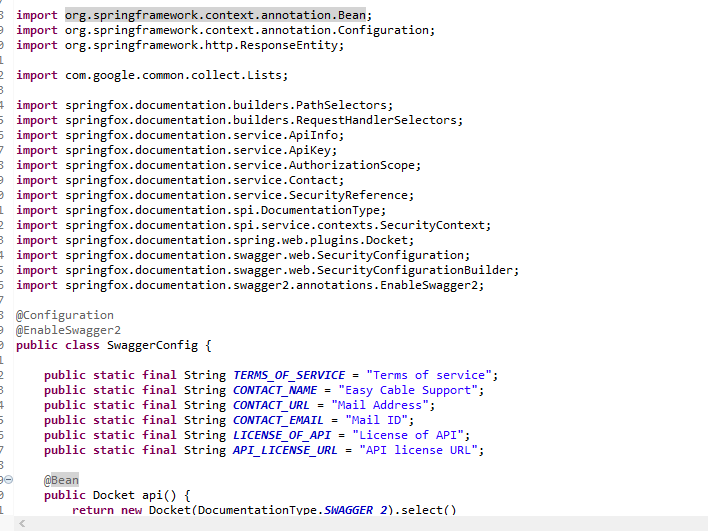 import org.springframework.context.annotation.Bean;
import org.springframework.context.annotation.Configuration;
import org.springframework.http.ResponseEntity;
import com.google.common.collect.Lists;
import springfox.documentation.builders.PathSelectors;
import springfox.documentation.builders.RequestHandlerSelectors;
import springfox.documentation.service.ApiInfo;
import springfox.documentation.service.ApiKey;
import springfox.documentation.service.AuthorizationScope;
import springfox.documentation.service.Contact;
import springfox.documentation.service.SecurityReference;
import springfox.documentation.spi.DocumentationType;
import springfox.documentation.spi.service.contexts.SecurityContext;
import springfox.documentation.spring.web.plugins.Docket;
import springfox.documentation.swagger.web.SecurityConfiguration;
import springfox.documentation.swagger.web.SecurityConfigurationBuilder;
import springfox.documentation.swagger2.annotations.EnableSwagger2;
@Configuration
@EnableSwagger2
public class SwaggerConfig {
public static final String TERMS_OF_SERVICE = "Terms of service";
public static final String CONTACT_NAME = "Easy Cable Support";
public static final String CONTACT_URL = "Mail Address";
public static final String CONTACT_EMAIL = "Mail ID";
public static final String LICENSE_OF_API = "License of API";
public static final String API_LICENSE_URL = "API license URL";
@Bean
public Docket api() {
return new Docket(DocumentationType.SWAGGER_2).select()